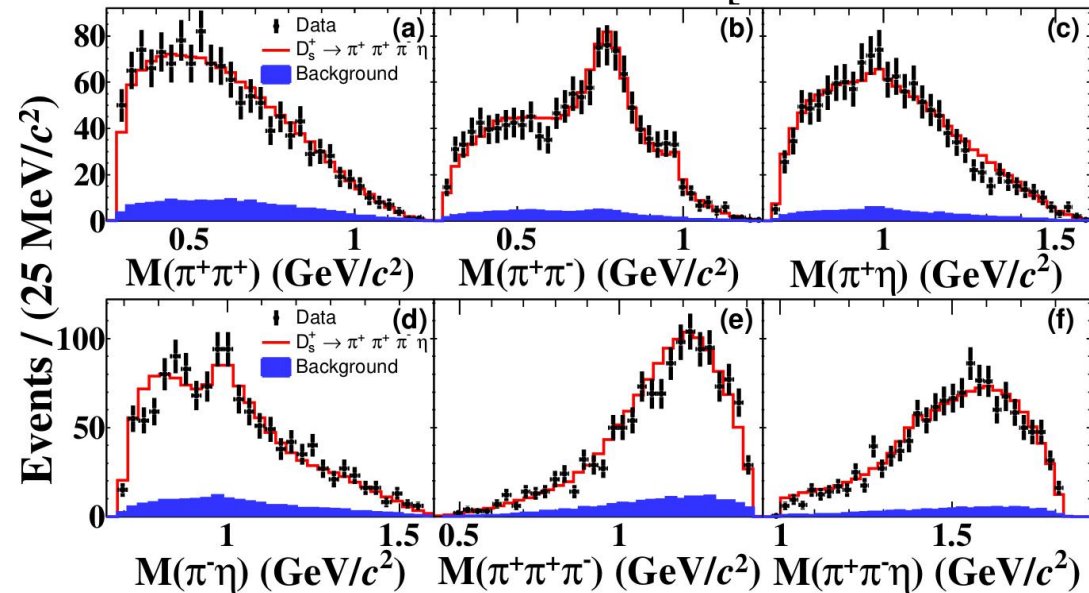 Events / (25 MeV/c²)
80
60
40
20
0
(a)
Data
D_s⁺ → π⁺ π⁺ π⁻ η
Background
0.5 1
M(π⁺π⁺) (GeV/c²)
(b)
0.5 1
M(π⁺π⁻) (GeV/c²)
(c)
1 1.5
M(π⁺η) (GeV/c²)
100
50
0
(d)
Data
D_s⁺ → π⁺ π⁺ π⁻ η
Background
1 1.5
M(π⁻η) (GeV/c²)
(e)
0.5 1
M(π⁺π⁺π⁻) (GeV/c²)
(f)
1 1.5
M(π⁺π⁻η) (GeV/c²)